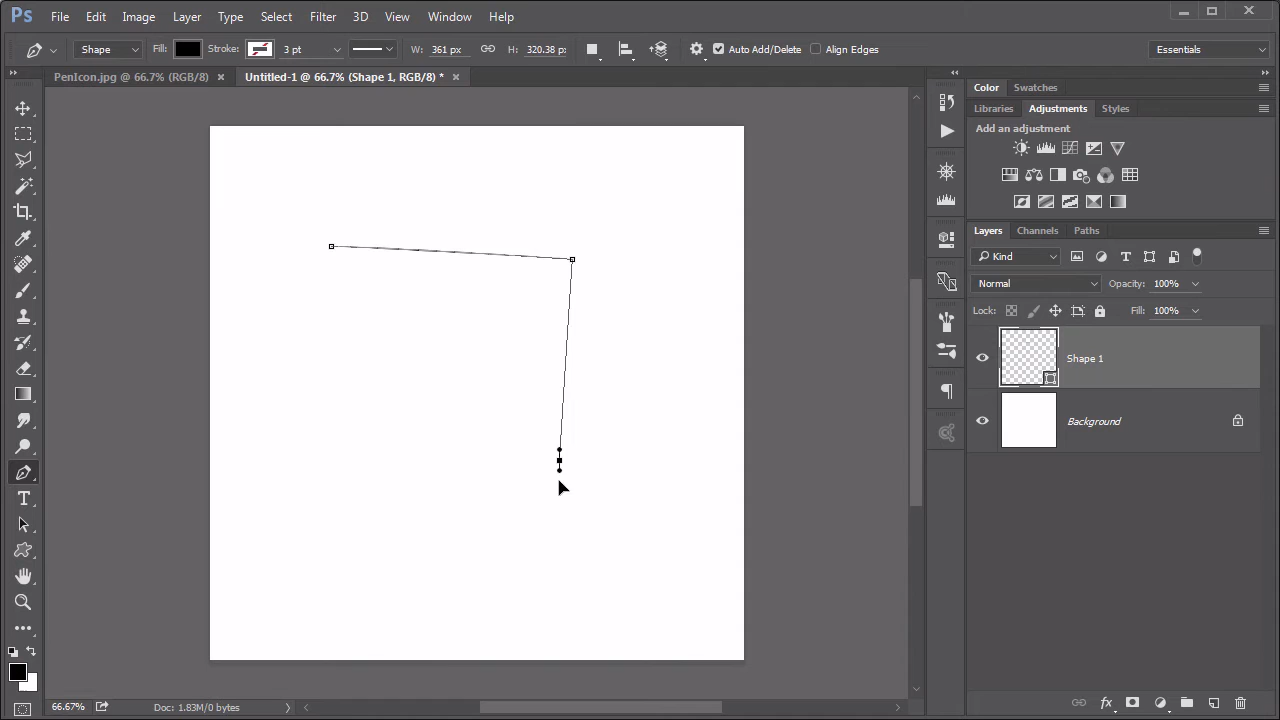 Ps File Edit Image Layer Type Select Filter 3D View Window Help
Shape Fill: Stroke: 3 pt W: 361 px H: 320.38 p: Auto Add/Delete Align Edges Essentials
PenIcon.jpg @ 66.7% (RGB/8) Untitled-1 @ 66.7% (Shape 1, RGB/8) *
Color Swatches
Libraries Adjustments Styles
Add an adjustment
Layers Channels Paths
Kind
Normal Opacity: 100%
Lock: Fill: 100%
Shape 1
Background
66.67% Doc: 1.83M/0 bytes